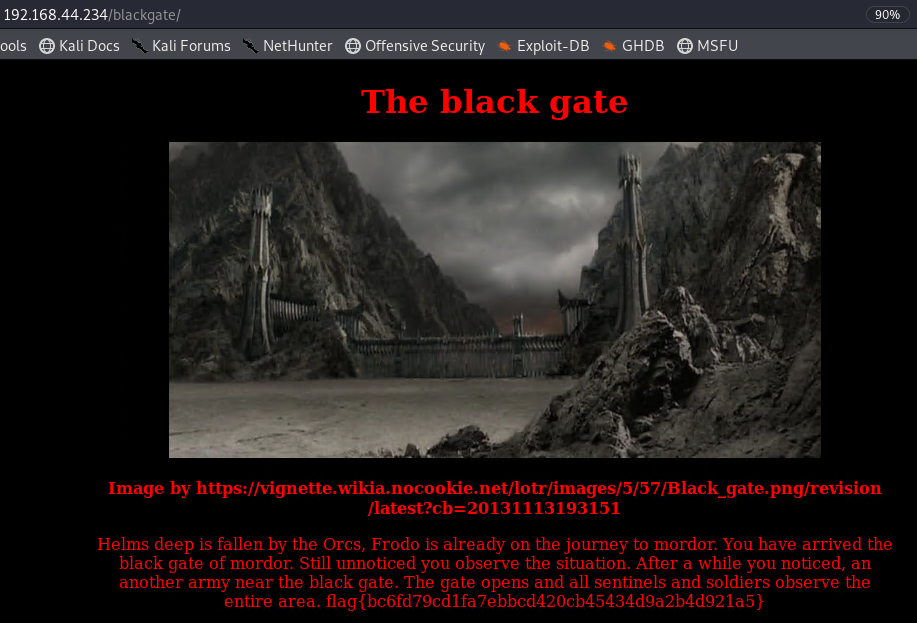 192.168.44.234/blackgate/
90%
ools Kali Docs Kali Forums NetHunter Offensive Security Exploit-DB GHDB MSFU
The black gate
Image by https://vignette.wikia.nocookie.net/lotr/images/5/57/Black_gate.png/revision
/latest?cb=20131113193151
Helms deep is fallen by the Orcs, Frodo is already on the journey to mordor. You have arrived the
black gate of mordor. Still unnoticed you observe the situation. After a while you noticed, an
another army near the black gate. The gate opens and all sentinels and soldiers observe the
entire area. flag{bc6fd79cd1fa7ebbcd420cb45434d9a2b4d921a5}